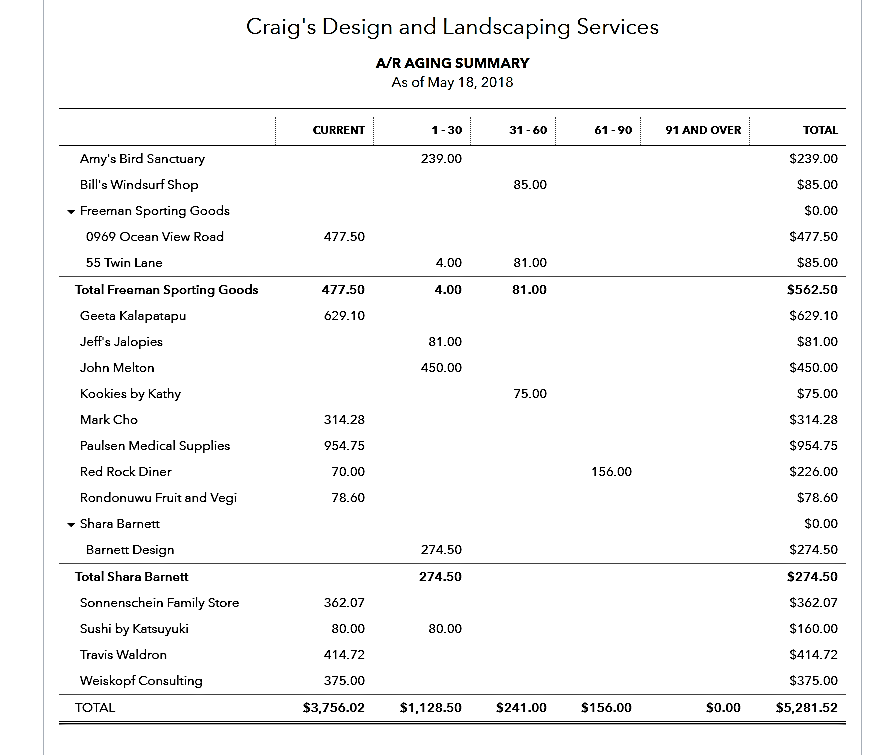 Craig's Design and Landscaping Services
A/R AGING SUMMARY
As of May 18, 2018
CURRENT 1 - 30 31 - 60 61 - 90 91 AND OVER TOTAL
Amy's Bird Sanctuary 239.00 $239.00
Bill's Windsurf Shop 85.00 $85.00
Freeman Sporting Goods $0.00
0969 Ocean View Road 477.50 $477.50
55 Twin Lane 4.00 81.00 $85.00
Total Freeman Sporting Goods 477.50 4.00 81.00 $562.50
Geeta Kalapatapu 629.10 $629.10
Jeff's Jalopies 81.00 $81.00
John Melton 450.00 $450.00
Kookies by Kathy 75.00 $75.00
Mark Cho 314.28 $314.28
Paulsen Medical Supplies 954.75 $954.75
Red Rock Diner 70.00 156.00 $226.00
Rondonuwu Fruit and Vegi 78.60 $78.60
Shara Barnett $0.00
Barnett Design 274.50 $274.50
Total Shara Barnett 274.50 $274.50
Sonnenschein Family Store 362.07 $362.07
Sushi by Katsuyuki 80.00 80.00 $160.00
Travis Waldron 414.72 $414.72
Weiskopf Consulting 375.00 $375.00
TOTAL $3,756.02 $1,128.50 $241.00 $156.00 $0.00 $5,281.52